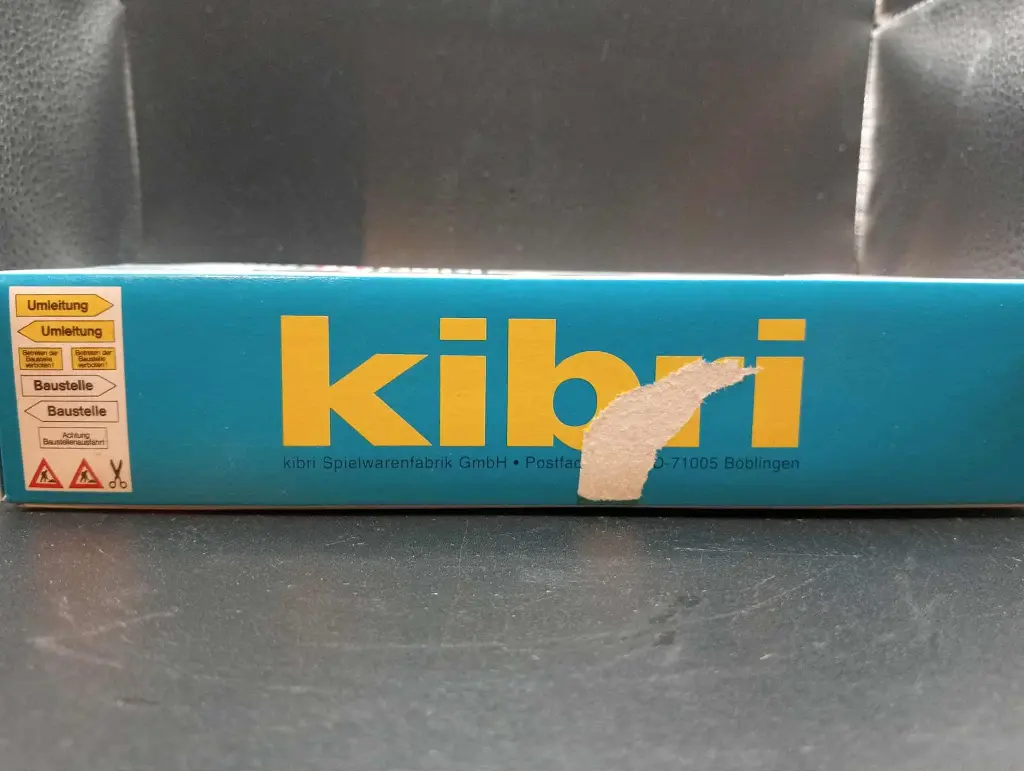 Umleitung
Umleitung
Betreten der Baustelle verboten! Betreten der Baustelle verboten!
Baustelle
Baustelle
Achtung
Baustellenausfahrt
kibri
kibri Spielwarenfabrik GmbH • D-71005 Böblingen